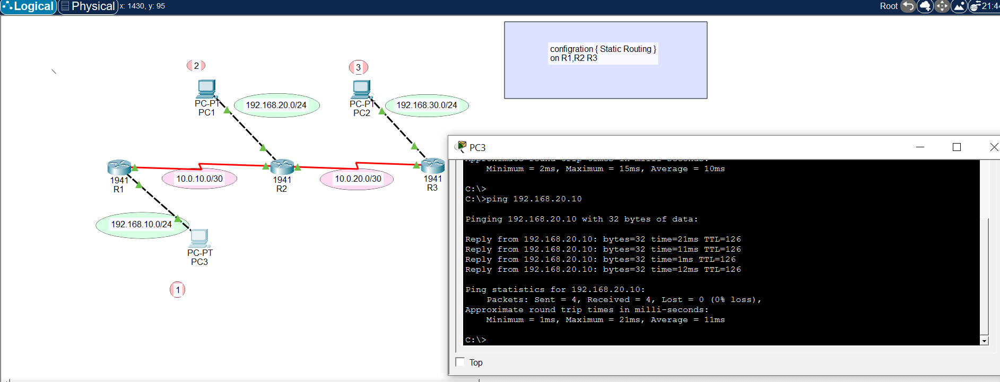 Logical Physical x: 1430, y: 95 Root
configration { Static Routing }
on R1,R2 R3
2
3
PC-PT
PC1
192.168.20.0/24
PC-PT
PC2
192.168.30.0/24
1941
R1
10.0.10.0/30
1941
R2
10.0.20.0/30
1941
R3
192.168.10.0/24
PC-PT
PC3
1
PC3
Approximate round trip times in milli-seconds:
Minimum = 2ms, Maximum = 15ms, Average = 10ms
C:\>
C:\>ping 192.168.20.10
Pinging 192.168.20.10 with 32 bytes of data:
Reply from 192.168.20.10: bytes=32 time=21ms TTL=126
Reply from 192.168.20.10: bytes=32 time=11ms TTL=126
Reply from 192.168.20.10: bytes=32 time=1ms TTL=126
Reply from 192.168.20.10: bytes=32 time=12ms TTL=126
Ping statistics for 192.168.20.10:
Packets: Sent = 4, Received = 4, Lost = 0 (0% loss),
Approximate round trip times in milli-seconds:
Minimum = 1ms, Maximum = 21ms, Average = 11ms
C:\>
Top